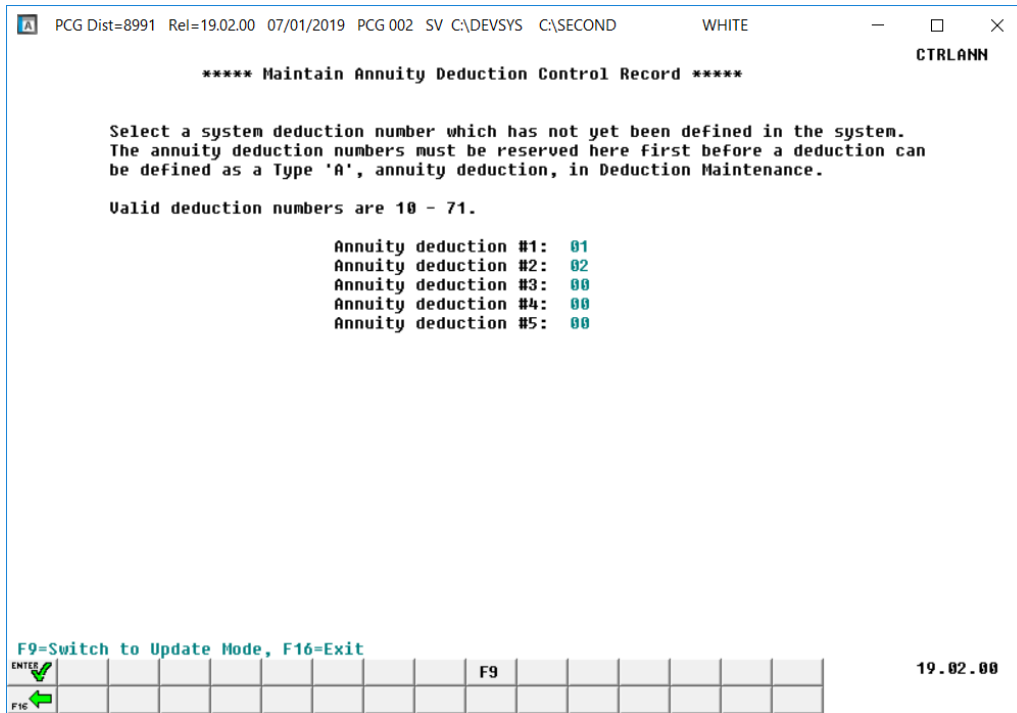 A PCG Dist=8991 Rel=19.02.00 07/01/2019 PCG 002 SV C:\DEVSYS C:\SECOND WHITE
CTRLANN
***** Maintain Annuity Deduction Control Record *****
Select a system deduction number which has not yet been defined in the system.
The annuity deduction numbers must be reserved here first before a deduction can
be defined as a Type 'A', annuity deduction, in Deduction Maintenance.
Valid deduction numbers are 10 - 71.
Annuity deduction #1: 01
Annuity deduction #2: 02
Annuity deduction #3: 00
Annuity deduction #4: 00
Annuity deduction #5: 00
F9=Switch to Update Mode, F16=Exit
ENTER F9 19.02.00
F16